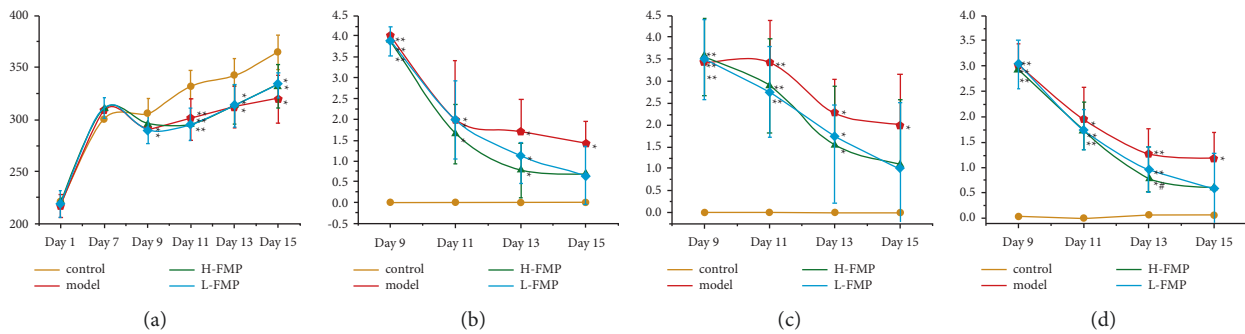 400
350
300
250
200
Day 1 Day 7 Day 9 Day 11 Day 13 Day 15
* *
** ** **
* * *
* * *
control H-FMP
model L-FMP
(a)
4.5
4.0
3.5
3.0
2.5
2.0
1.5
1.0
0.5
0.0
-0.5
Day 9 Day 11 Day 13 Day 15
** ** **
* * *
* * *
*
control H-FMP
model L-FMP
(b)
4.5
4.0
3.5
3.0
2.5
2.0
1.5
1.0
0.5
0.0
Day 9 Day 11 Day 13 Day 15
** ** **
** ** **
* * *
*
control H-FMP
model L-FMP
(c)
4.0
3.5
3.0
2.5
2.0
1.5
1.0
0.5
0.0
Day 9 Day 11 Day 13 Day 15
** ** **
* ** **
** ** *#
*
control H-FMP
model L-FMP
(d)